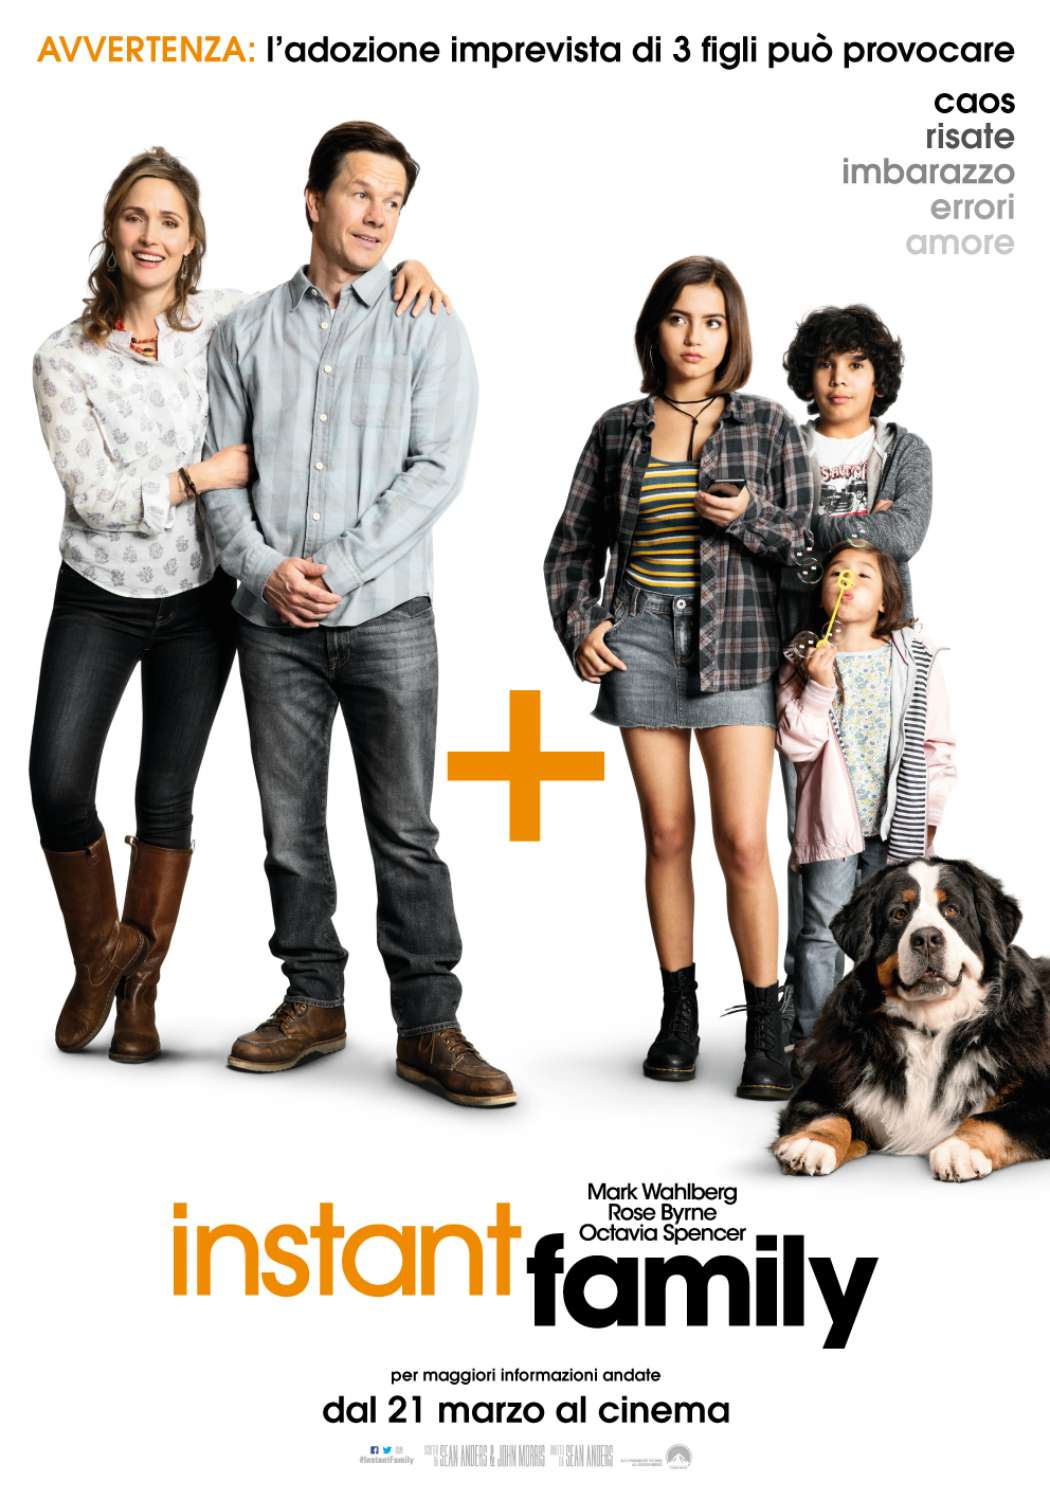 AVVERTENZA: l'adozione imprevista di 3 figli può provocare
caos
risate
imbarazzo
errori
amore
Mark Wahlberg
Rose Byrne
Octavia Spencer
instant
family
per maggiori informazioni andate
dal 21 marzo al cinema
#InstantFamily
SEAN ANDERS & JOHN MORRIS
SEAN ANDERS